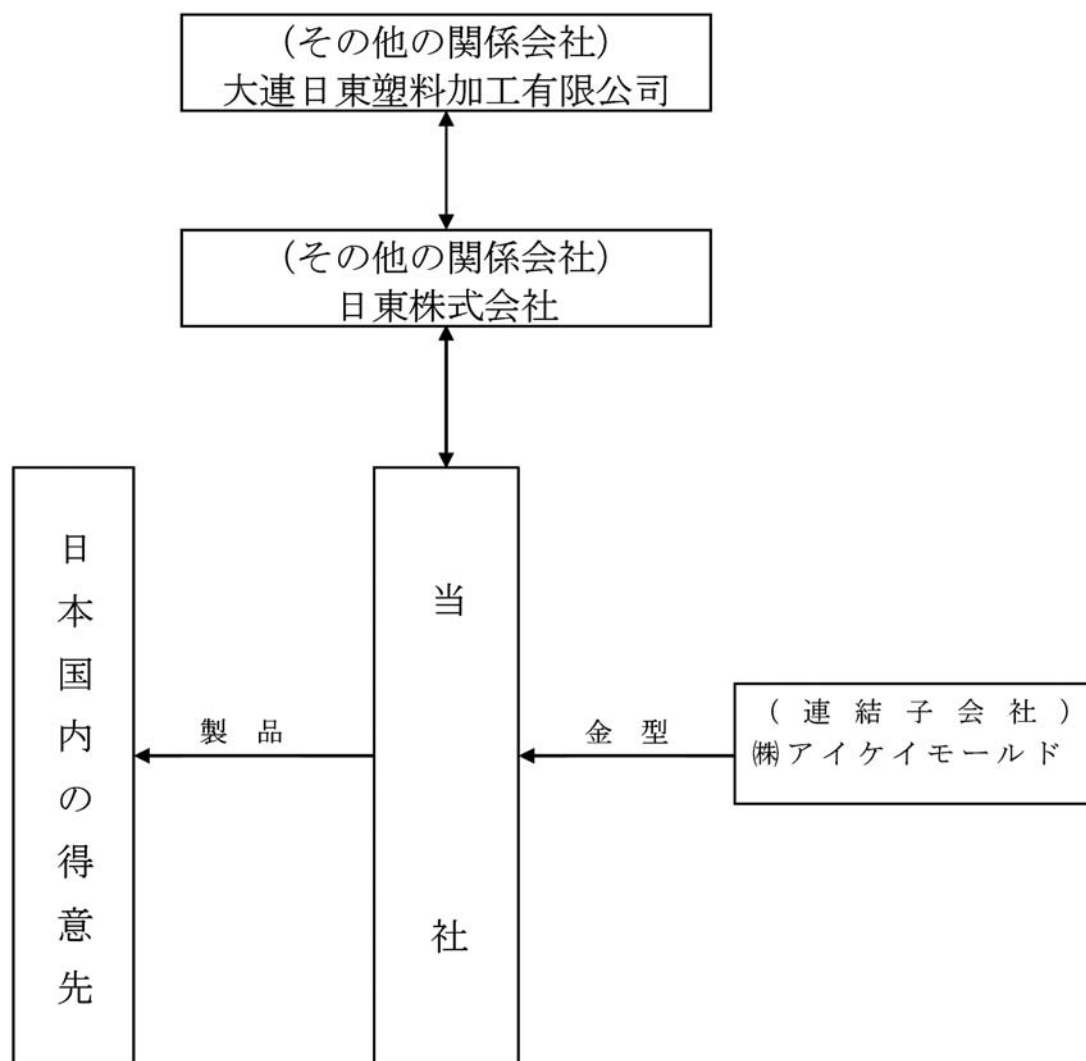 (その他の関係会社)
大連日東塑料加工有限公司
(その他の関係会社)
日東株式会社
日本国内の得意先
製品
当社
金型
(連結子会社)
㈱アイケイモールド